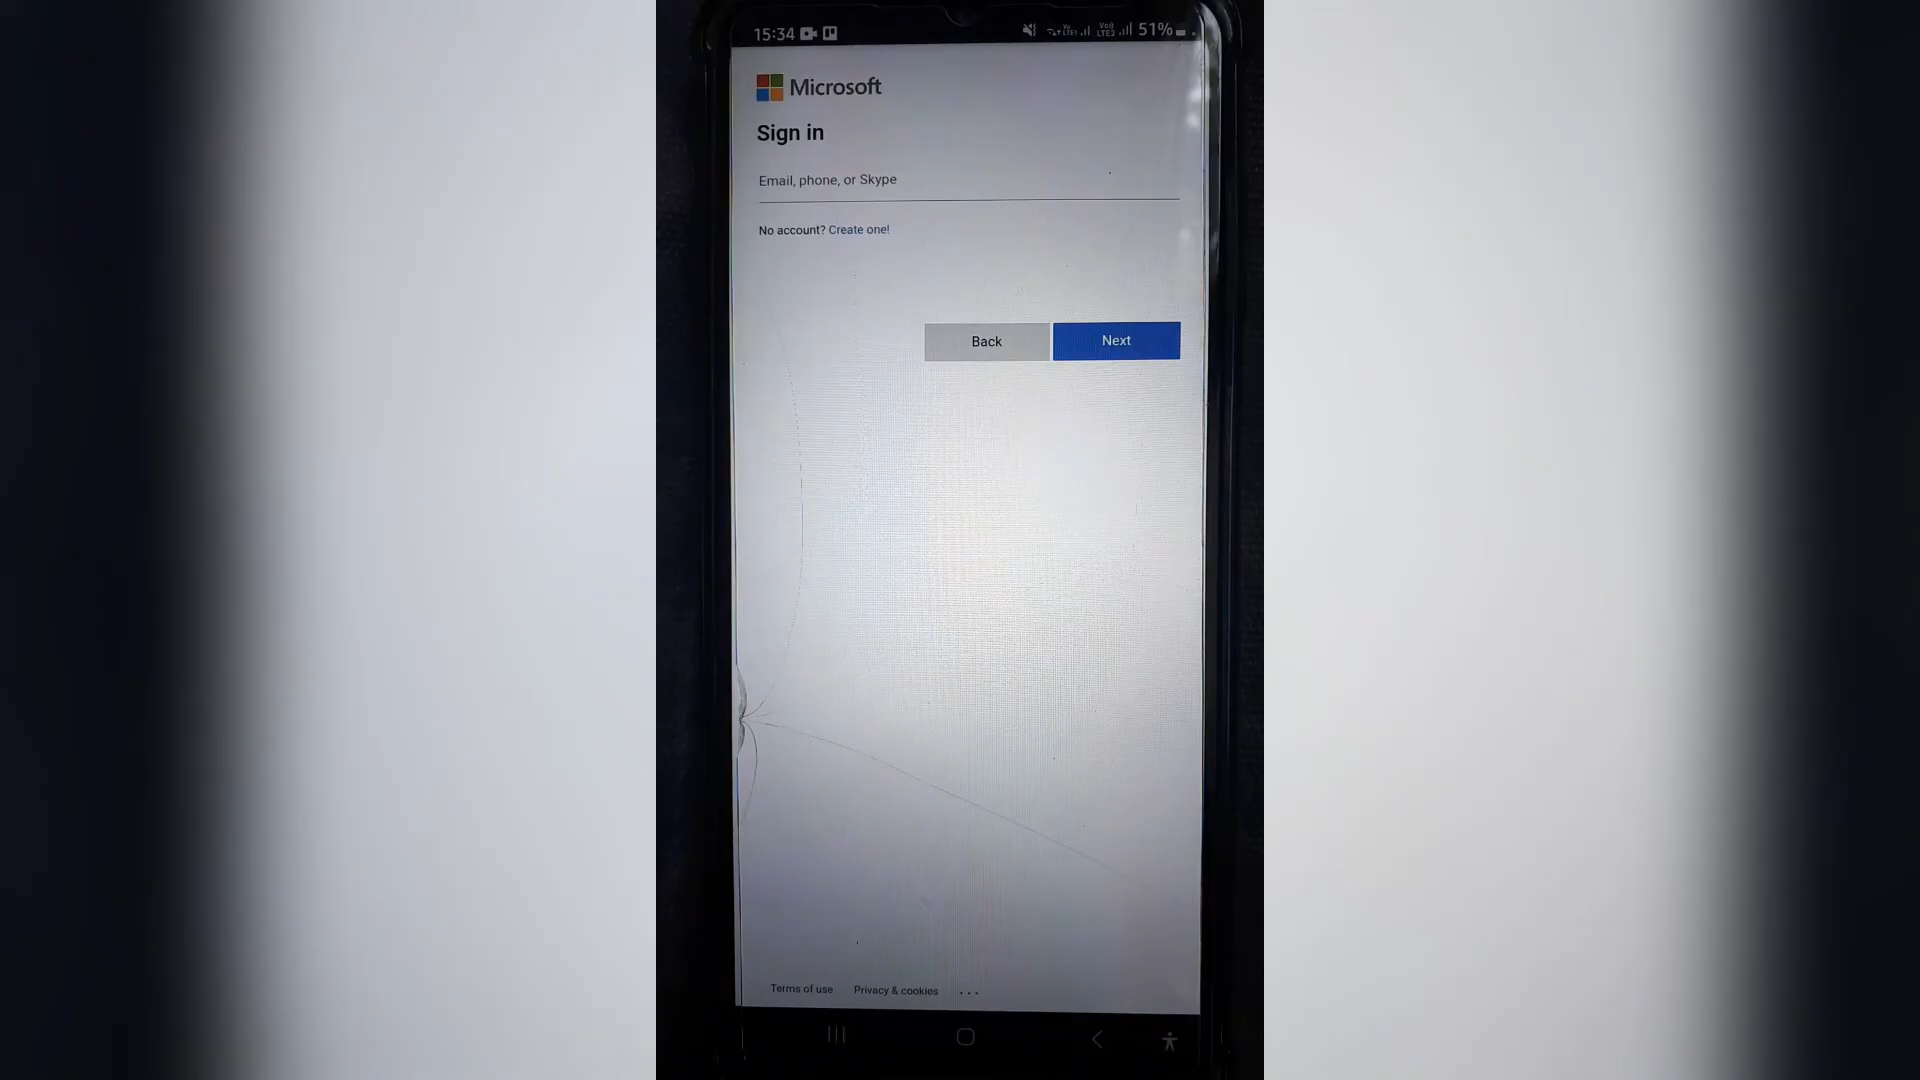 15:34 51%
Microsoft
Sign in
Email, phone, or Skype
No account? Create one!
Back Next
Terms of use Privacy & cookies ...